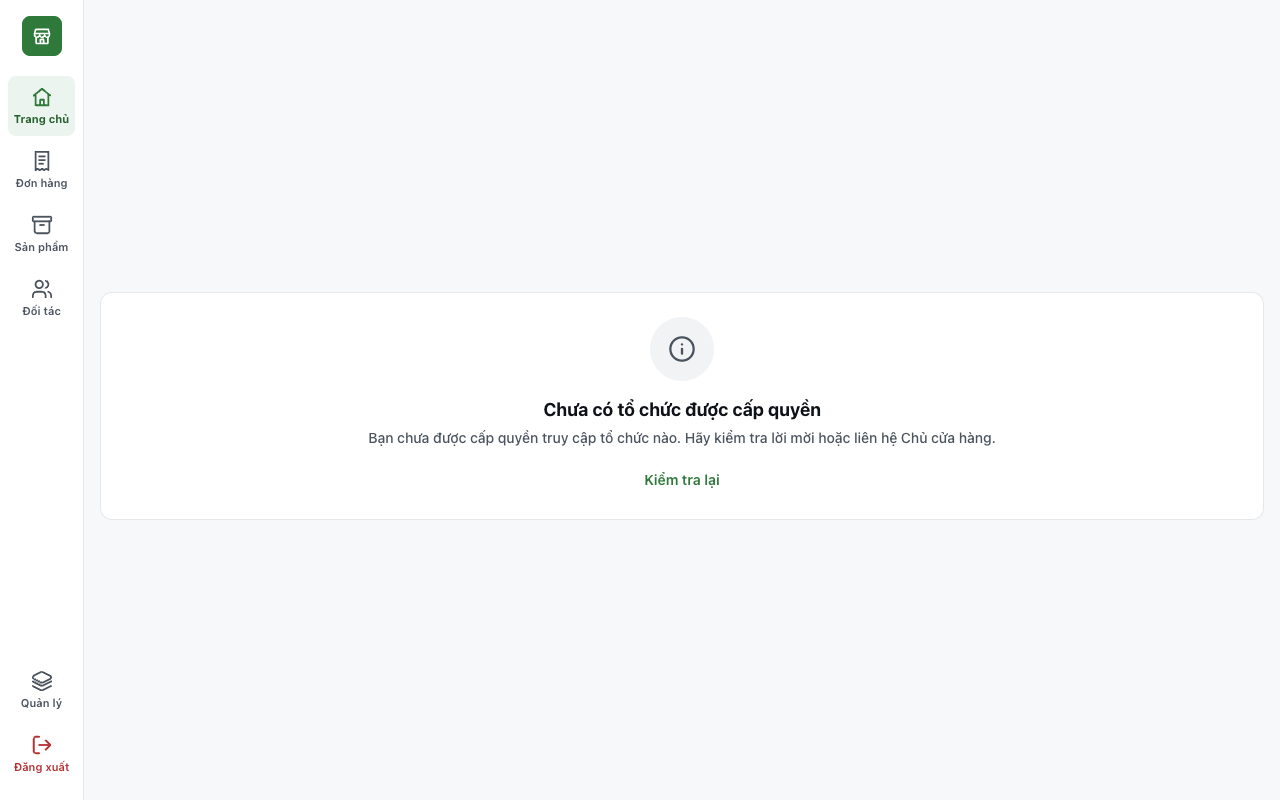 Trang chủ
Đơn hàng
Sản phẩm
Đối tác
Chưa có tổ chức được cấp quyền
Bạn chưa được cấp quyền truy cập tổ chức nào. Hãy kiểm tra lời mời hoặc liên hệ Chủ cửa hàng.
Kiểm tra lại
Quản lý
Đăng xuất